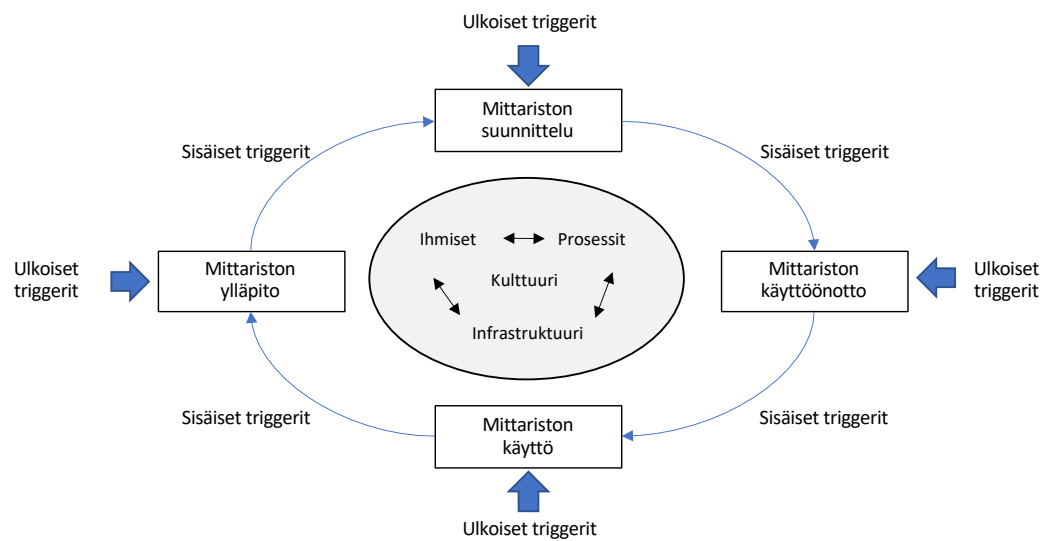 Ulkoiset triggerit
Mittariston
suunnittelu
Sisäiset triggerit
Sisäiset triggerit
Ihmiset
Prosessit
Ulkoiset
triggerit
Mittariston
ylläpito
Kulttuuri
Mittariston
käyttöönotto
Ulkoiset
triggerit
Infrastruktuuri
Sisäiset triggerit
Mittariston
käyttö
Sisäiset triggerit
Ulkoiset triggerit